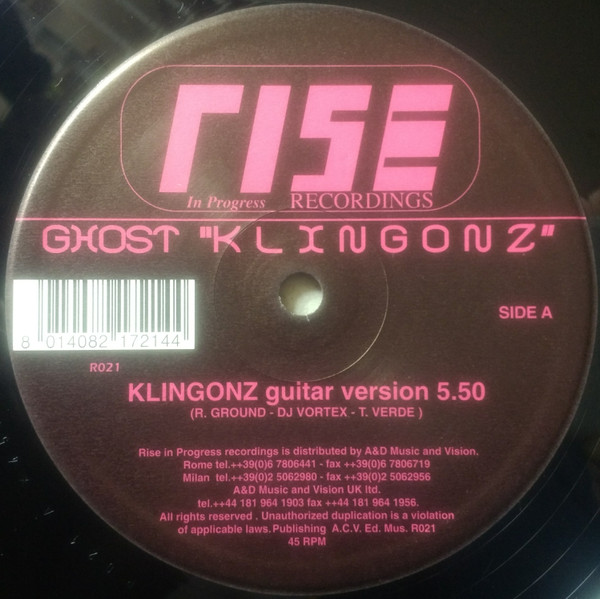 rise
In Progress RECORDINGS
GHOST "KLINGONZ"
SIDE A
8 014082 172144
R021
KLINGONZ guitar version 5.50
(R. GROUND - DJ VORTEX - T. VERDE )
Rise in Progress recordings is distributed by A&D Music and Vision.
Rome tel.++39(0)6 7806441 - fax ++39(0)6 7806719
Milan tel.++39(0)2 5062980 - fax ++39(0)2 5062956
A&D Music and Vision UK ltd.
tel.++44 181 964 1903 fax ++44 181 964 1956.
All rights reserved . Unauthorized duplication is a violation
of applicable laws. Publishing A.C.V. Ed. Mus. R021
45 RPM